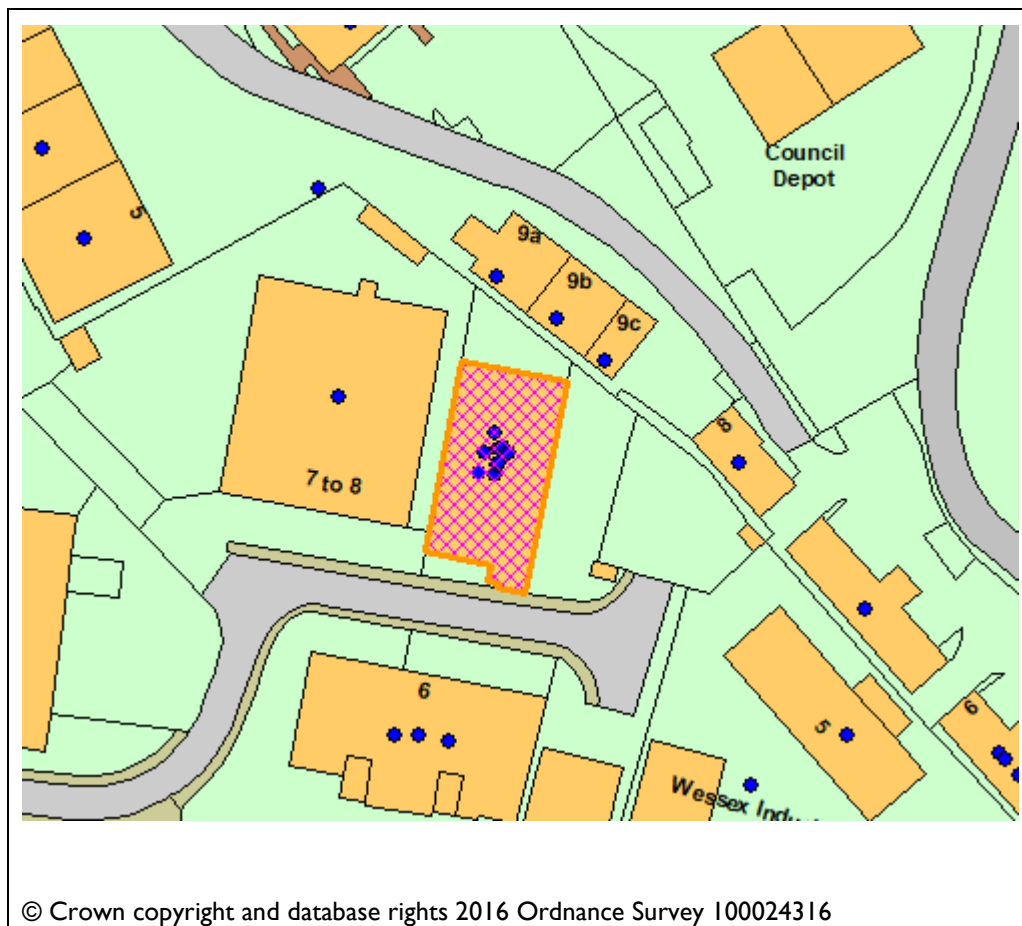 Council
Depot
5
9a
9b
9c
8
7 to 8
6
5
6
Wessex Indu
© Crown copyright and database rights 2016 Ordnance Survey 100024316